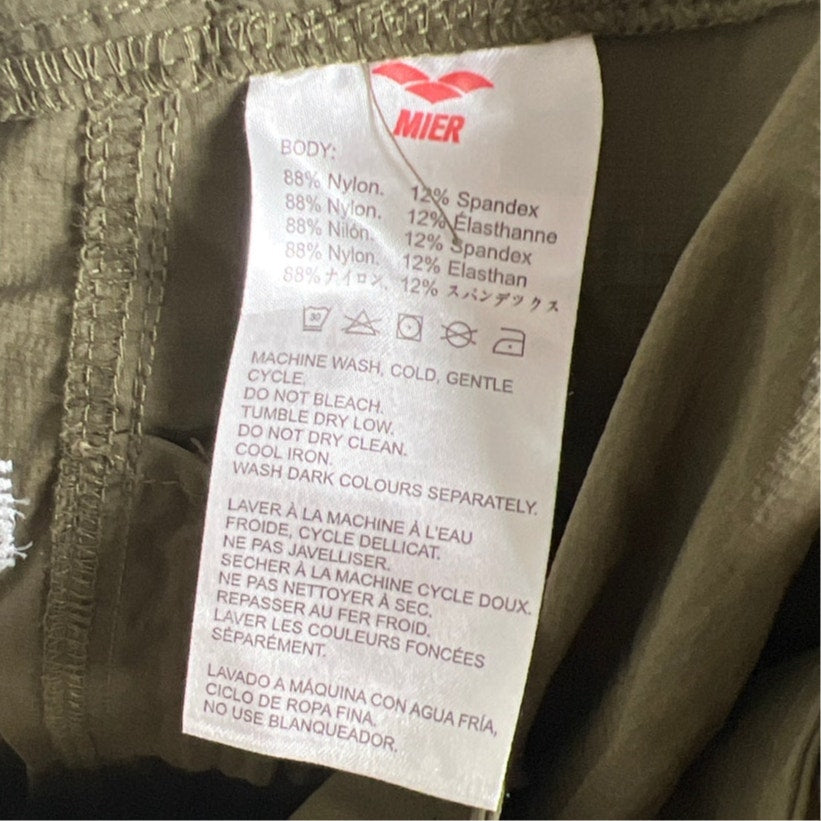 MIER
BODY:
88% Nylon. 12% Spandex
88% Nylon. 12% Élasthanne
88% Nilón. 12% Spandex
88% Nylon. 12% Elasthan
88% ナイロン、 12% スパンデックス
30
MACHINE WASH, COLD, GENTLE
CYCLE.
DO NOT BLEACH.
TUMBLE DRY LOW.
DO NOT DRY CLEAN.
COOL IRON.
WASH DARK COLOURS SEPARATELY.
LAVER À LA MACHINE À L'EAU
FROIDE, CYCLE DELLICAT.
NE PAS JAVELLISER.
SECHER À LA MACHINE CYCLE DOUX.
NE PAS NETTOYER À SEC.
REPASSER AU FER FROID.
LAVER LES COULEURS FONCÉES
SÉPARÉMENT.
LAVADO A MÁQUINA CON AGUA FRÍA,
CICLO DE ROPA FINA.
NO USE BLANQUEADOR.